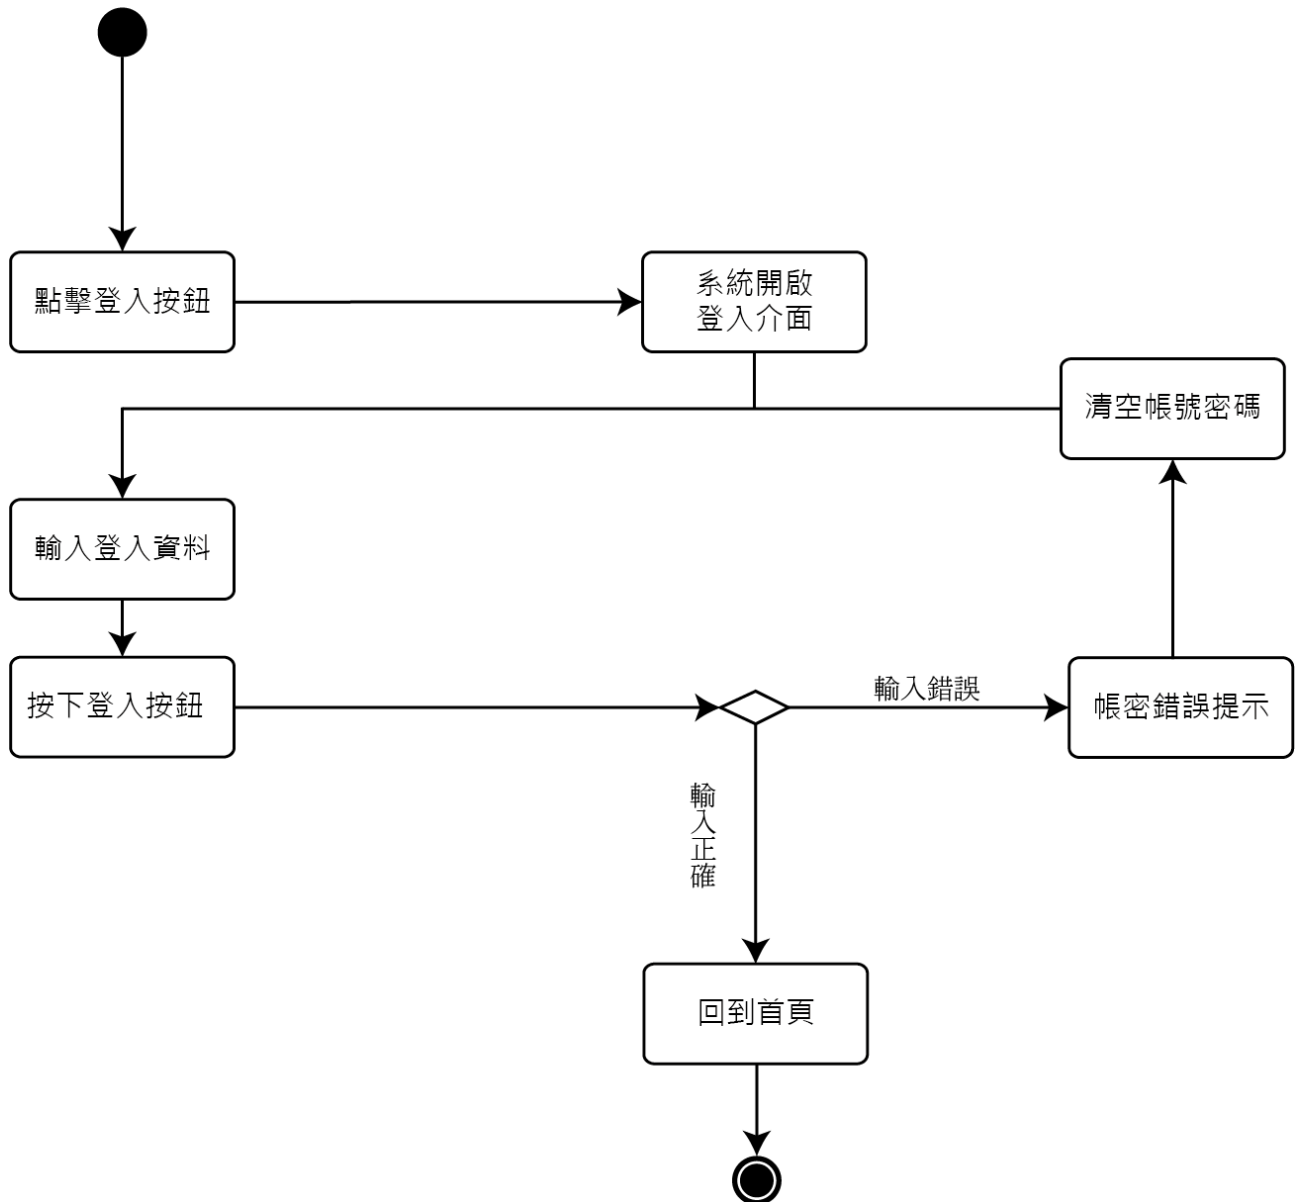 點擊登入按鈕
系統開啟
登入介面
清空帳號密碼
輸入登入資料
按下登入按鈕
輸入錯誤
帳密錯誤提示
輸入正確
回到首頁